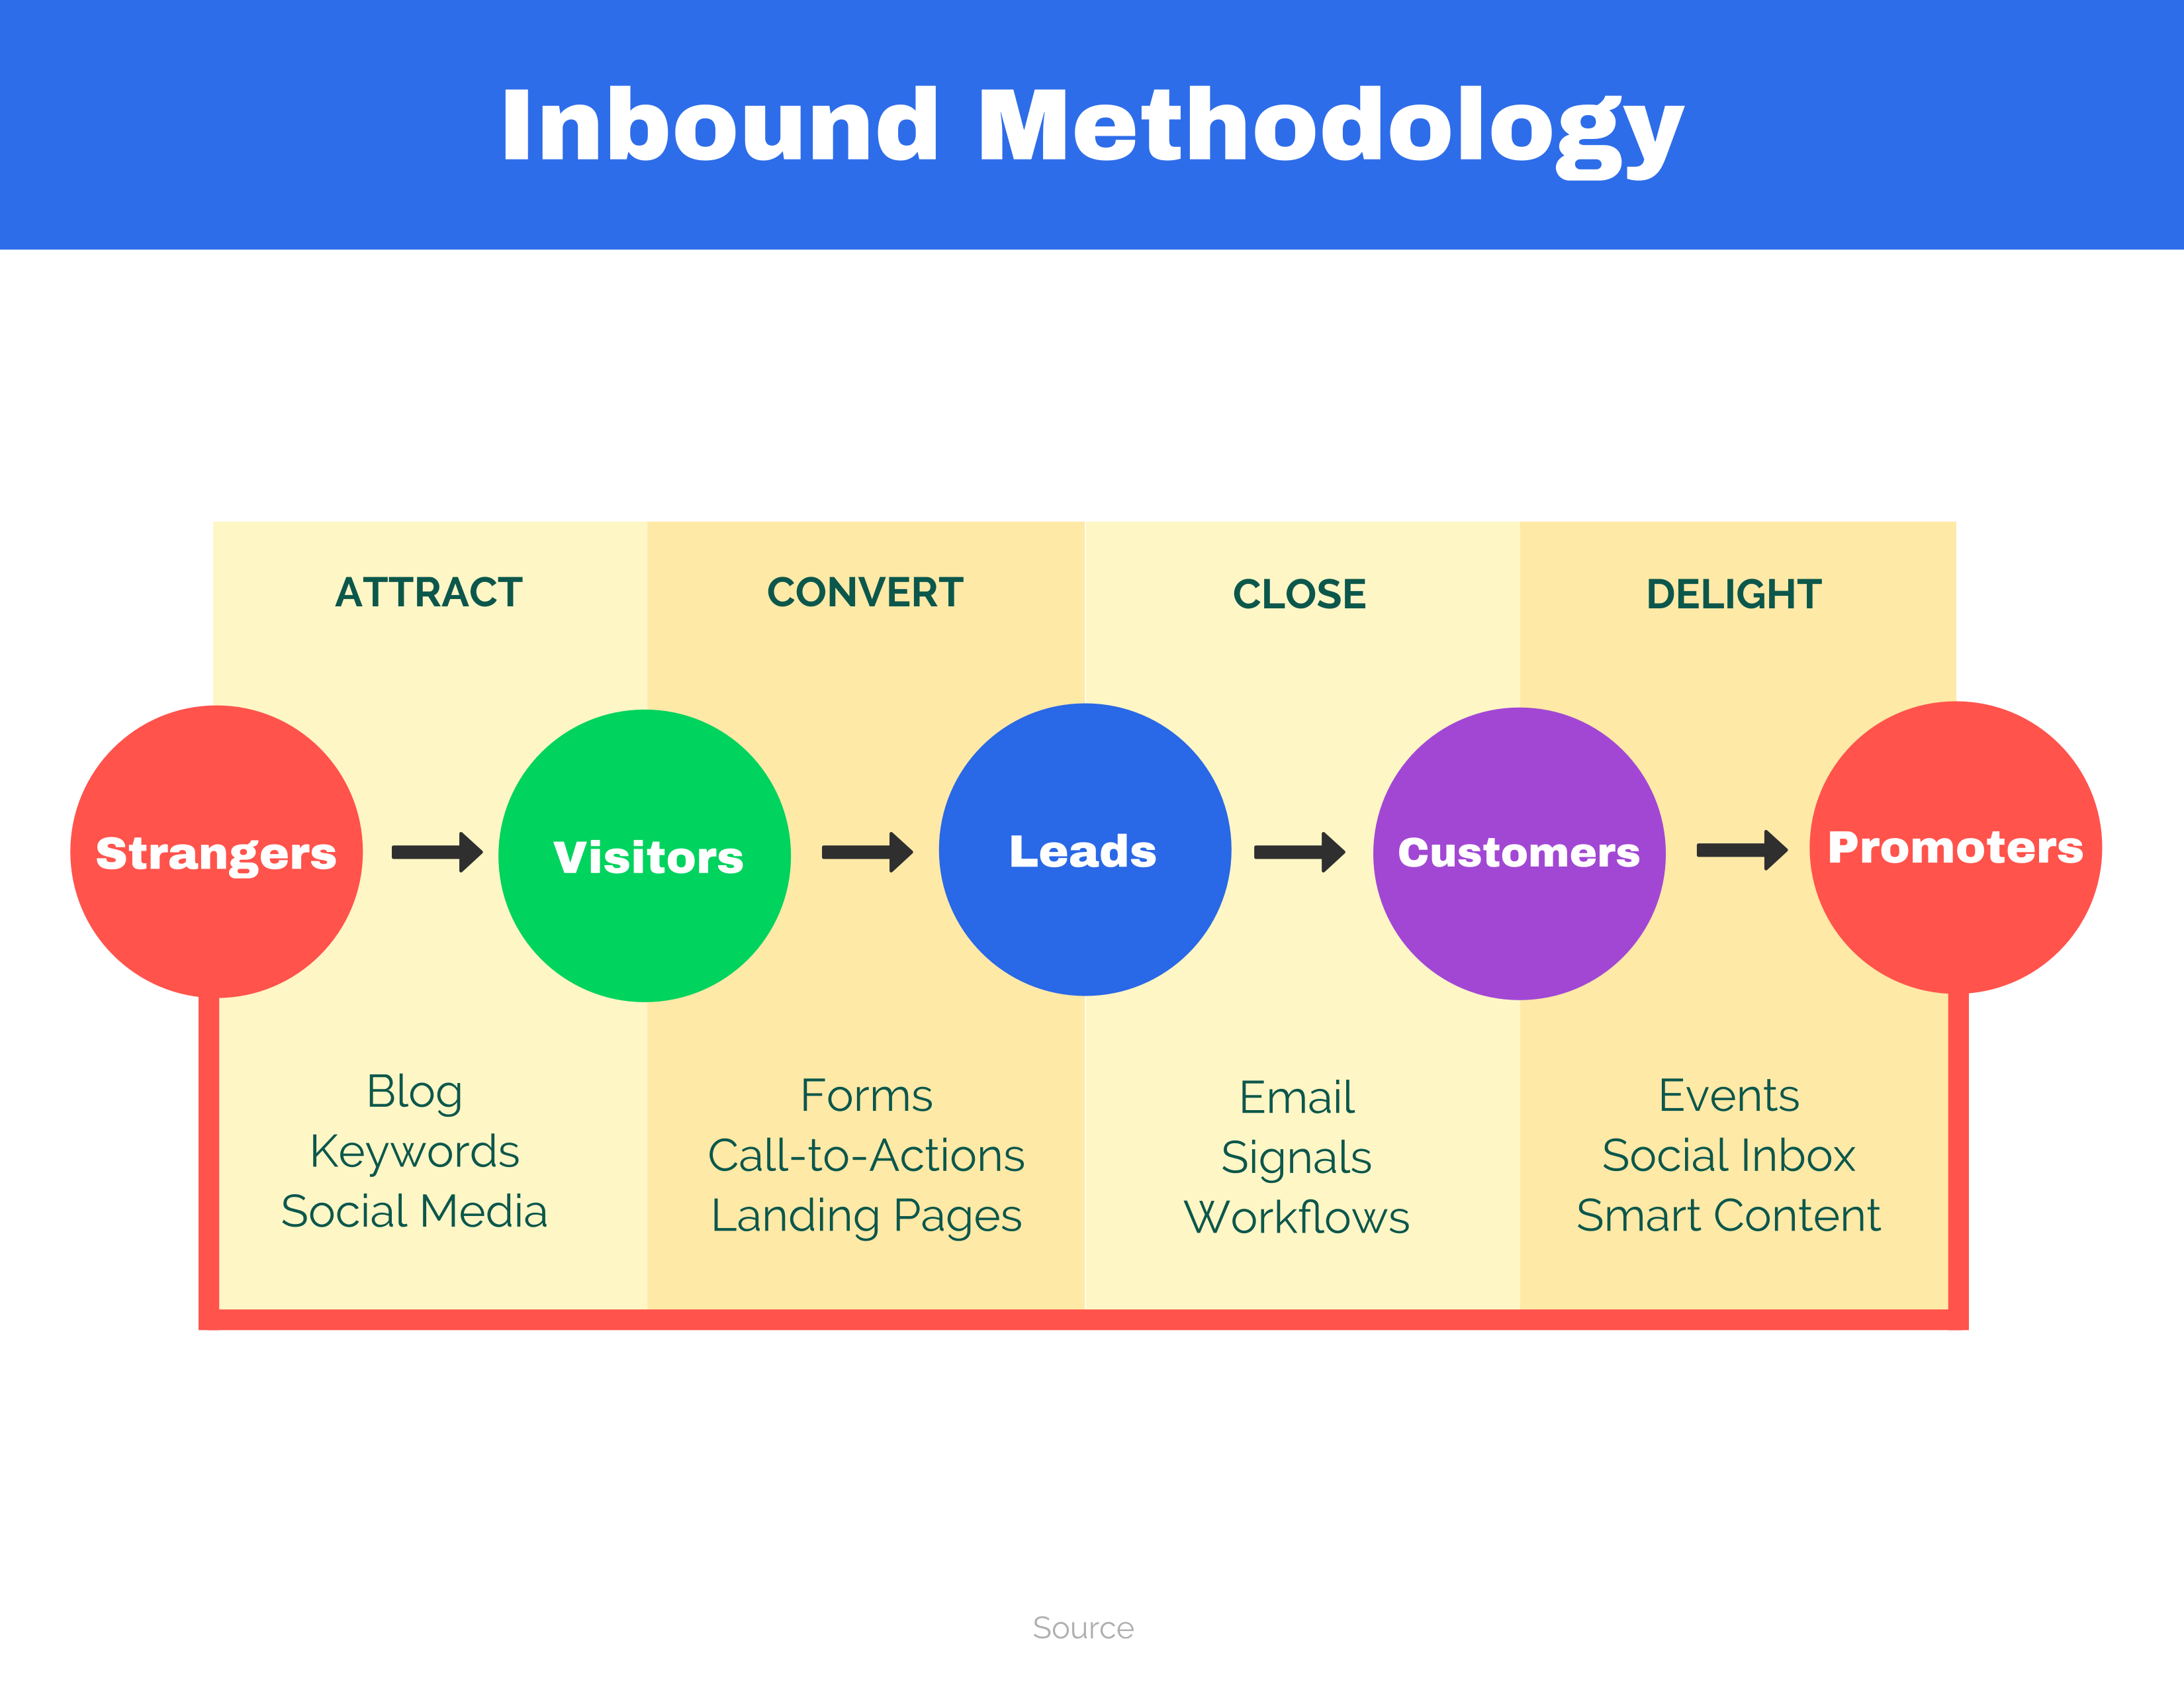 Inbound Methodology
ATTRACT
CONVERT
CLOSE
DELIGHT
Strangers
Visitors
Leads
Customers
Promoters
Blog
Keywords
Social Media
Forms
Call-to-Actions
Landing Pages
Email
Signals
Workflows
Events
Social Inbox
Smart Content
Source